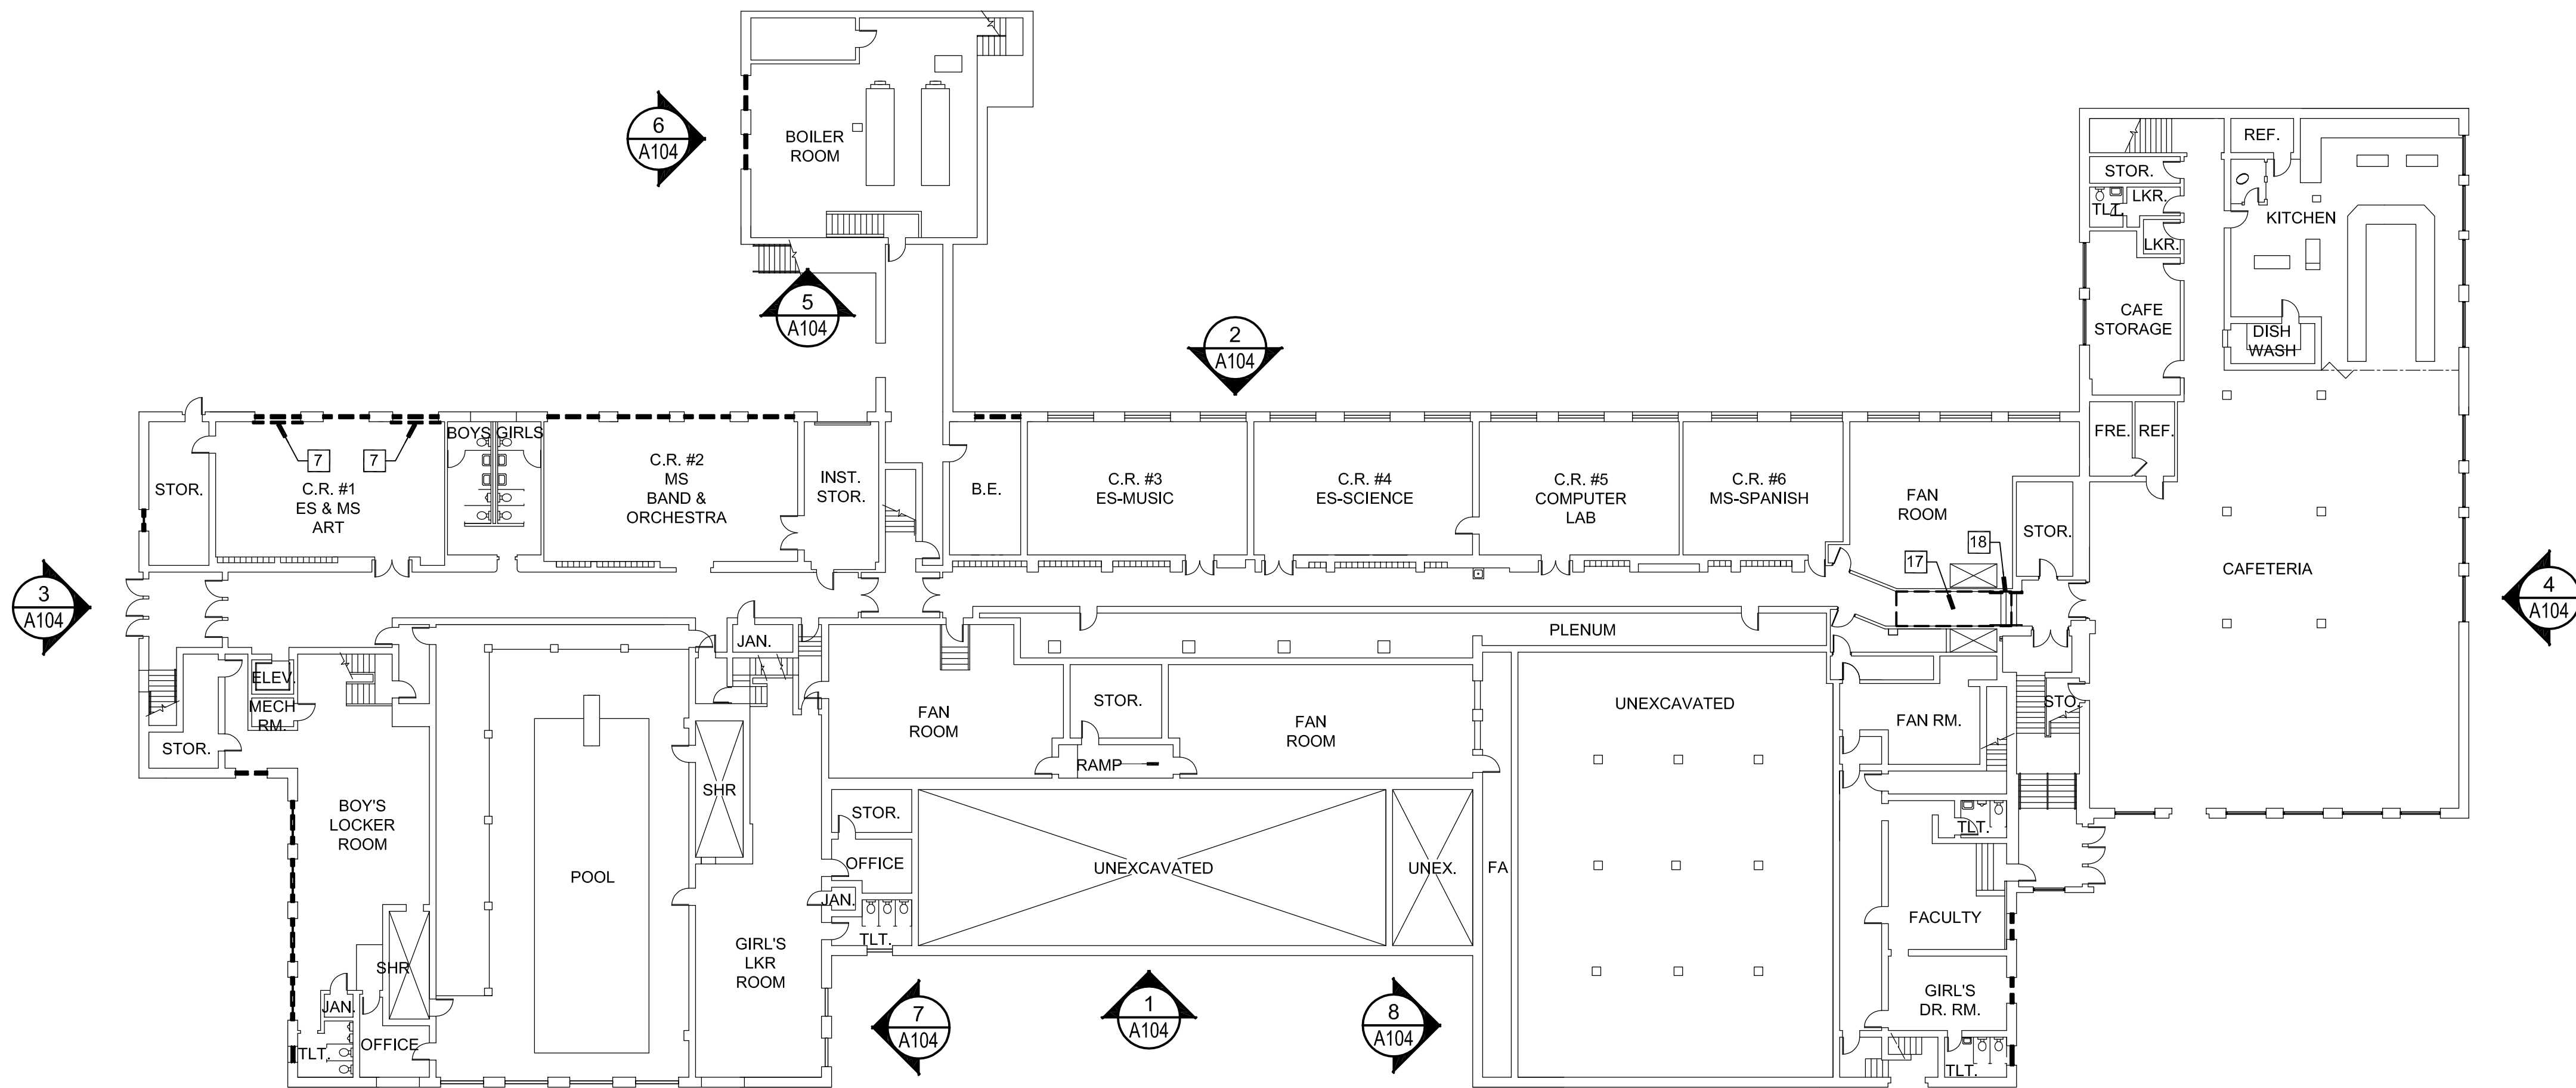 6
A104
BOILER
ROOM
5
A104
2
A104
REF.
STOR.
LKR.
TLT.
KITCHEN
LKR.
CAFE
STORAGE
DISH
WASH
BOYS
GIRLS
7
7
STOR.
C.R. #1
ES & MS
ART
C.R. #2
MS
BAND &
ORCHESTRA
INST.
STOR.
B.E.
C.R. #3
ES-MUSIC
C.R. #4
ES-SCIENCE
C.R. #5
COMPUTER
LAB
C.R. #6
MS-SPANISH
FAN
ROOM
STOR.
FRE.
REF.
17
18
CAFETERIA
3
A104
4
A104
JAN.
PLENUM
ELEV.
MECH
RM.
STOR.
FAN
ROOM
STOR.
FAN
ROOM
RAMP
UNEXCAVATED
FAN RM.
STO.
BOY'S
LOCKER
ROOM
SHR
STOR.
OFFICE
JAN.
TLT.
POOL
UNEXCAVATED
UNEX.
FA
TLT.
FACULTY
GIRL'S
LKR
ROOM
SHR
JAN.
TLT.
OFFICE
7
A104
1
A104
8
A104
GIRL'S
DR. RM.
TLT.